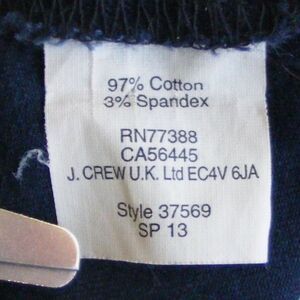 97% Cotton
3% Spandex
RN77388
CA56445
J. CREW U.K. Ltd EC4V 6JA
Style 37569
SP 13